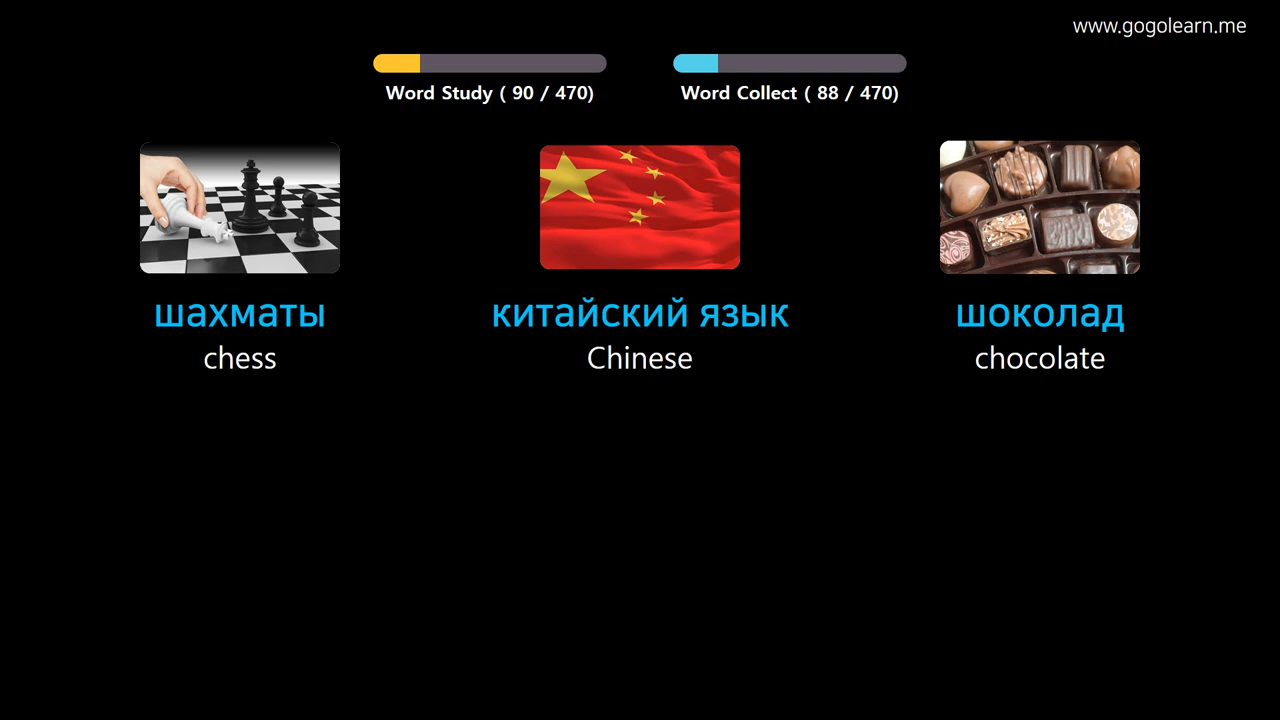 www.gogolearn.me
Word Study ( 90 / 470)
Word Collect ( 88 / 470)
шахматы
chess
китайский язык
Chinese
шоколад
chocolate